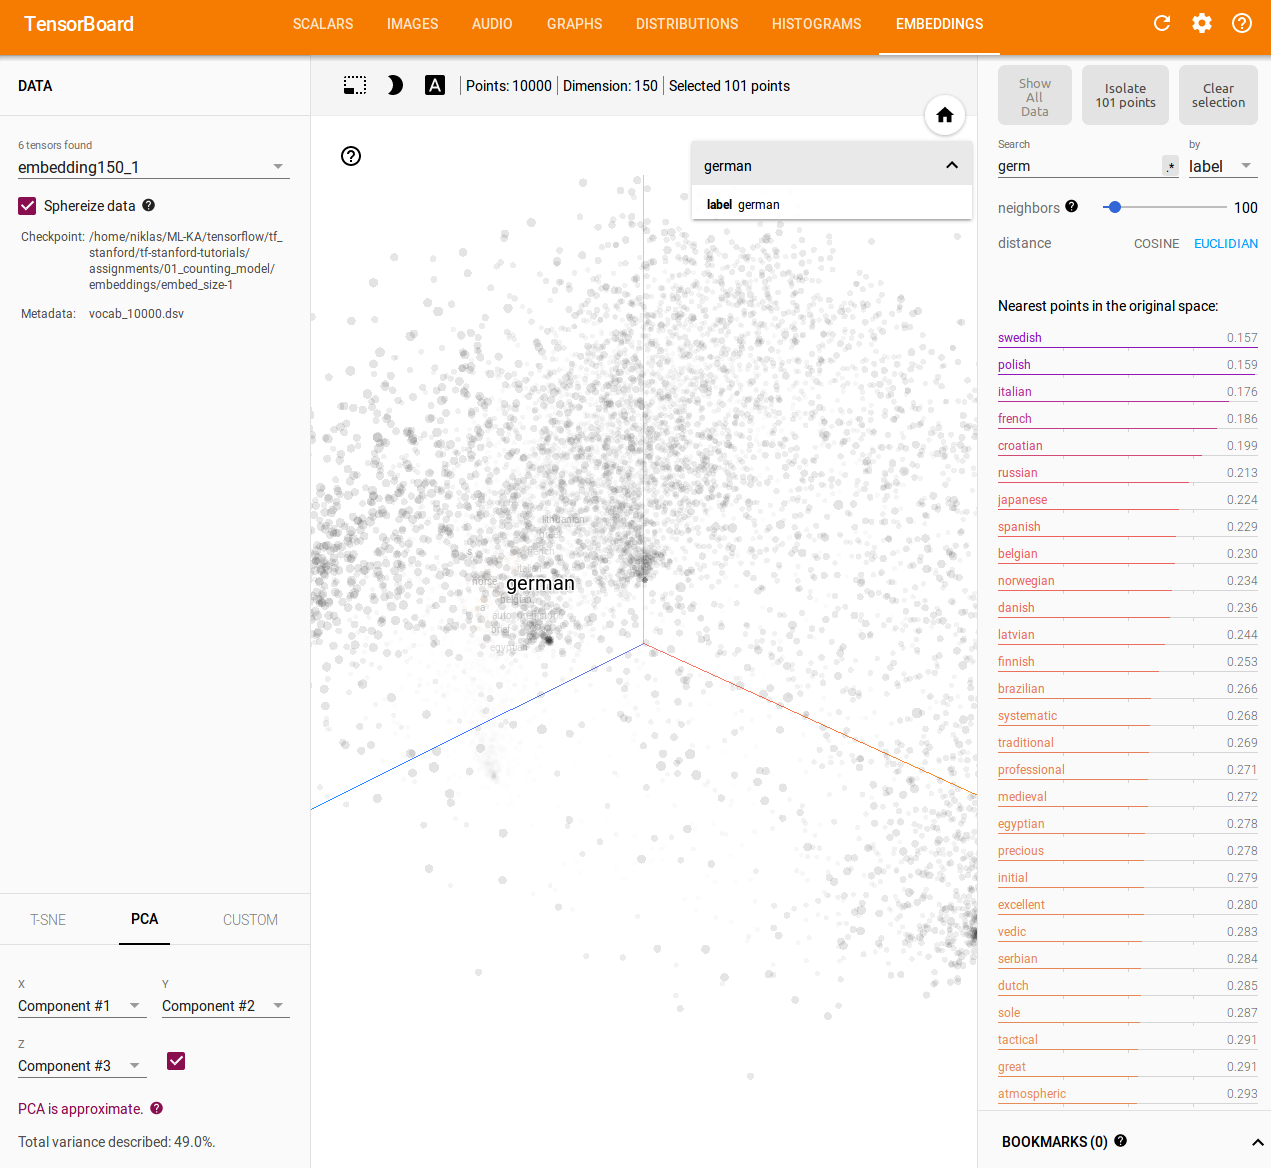 TensorBoard
SCALARS
IMAGES
AUDIO
GRAPHS
DISTRIBUTIONS
HISTOGRAMS
EMBEDDINGS
DATA
6 tensors found
embedding150_1
Sphereize data
Checkpoint: /home/niklas/ML-KA/tensorflow/tf_
stanford/tf-stanford-tutorials/
assignments/01_counting_model/
embeddings/embed_size-1
Metadata: vocab_10000.dsv
T-SNE
PCA
CUSTOM
X
Y
Component #1
Component #2
Z
Component #3
PCA is approximate.
Total variance described: 49.0%.
A
Points: 10000
Dimension: 150
Selected 101 points
german
label german
lithuanian
french
italian
horse
german
belgian
a
auto
brief
egyptian
Show
All
Data
Isolate
101 points
Clear
selection
Search
by
germ
.*
label
neighbors
100
distance
COSINE
EUCLIDIAN
Nearest points in the original space:
swedish 0.157
polish 0.159
italian 0.176
french 0.186
croatian 0.199
russian 0.213
japanese 0.224
spanish 0.229
belgian 0.230
norwegian 0.234
danish 0.236
latvian 0.244
finnish 0.253
brazilian 0.266
systematic 0.268
traditional 0.269
professional 0.271
medieval 0.272
egyptian 0.278
precious 0.278
initial 0.279
excellent 0.280
vedic 0.283
serbian 0.284
dutch 0.285
sole 0.287
tactical 0.291
great 0.291
atmospheric 0.293
BOOKMARKS (0)